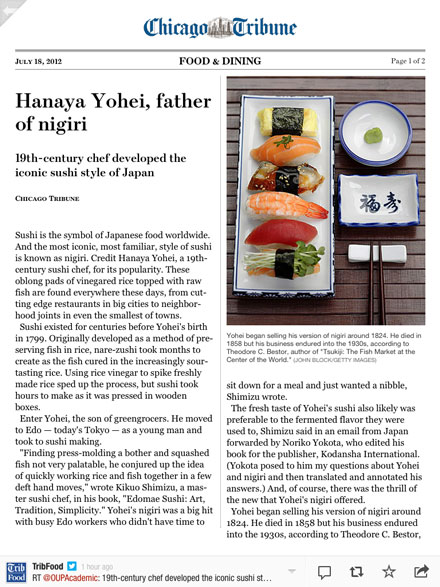 Chicago Tribune
JULY 18, 2012
FOOD & DINING
Page 1 of 2
Hanaya Yohei, father
of nigiri
19th-century chef developed the
iconic sushi style of Japan
CHICAGO TRIBUNE
Sushi is the symbol of Japanese food worldwide.
And the most iconic, most familiar, style of sushi
is known as nigiri. Credit Hanaya Yohei, a 19th-
century sushi chef, for its popularity. These
oblong pads of vinegared rice topped with raw
fish are found everywhere these days, from cut-
ting edge restaurants in big cities to neighbor-
hood joints in even the smallest of towns.
Sushi existed for centuries before Yohei's birth
in 1799. Originally developed as a method of pre-
serving fish in rice, nare-zushi took months to
create as the fish cured in the increasingly sour-
tasting rice. Using rice vinegar to spike freshly
made rice sped up the process, but sushi took
hours to make as it was pressed in wooden
boxes.
Enter Yohei, the son of greengrocers. He moved
to Edo — today's Tokyo — as a young man and
took to sushi making.
"Finding press-molding a bother and squashed
fish not very palatable, he conjured up the idea
of quickly working rice and fish together in a few
deft hand moves," wrote Kikuo Shimizu, a mas-
ter sushi chef, in his book, "Edomae Sushi: Art,
Tradition, Simplicity." Yohei's nigiri was a big hit
with busy Edo workers who didn't have time to
福寿
Yohei began selling his version of nigiri around 1824. He died in
1858 but his business endured into the 1930s, according to
Theodore C. Bestor, author of "Tsukiji: The Fish Market at the
Center of the World." (JOHN BLOCK/GETTY IMAGES)
sit down for a meal and just wanted a nibble,
Shimizu wrote.
The fresh taste of Yohei's sushi also likely was
preferable to the fermented flavor they were
used to, Shimizu said in an email from Japan
forwarded by Noriko Yokota, who edited his
book for the publisher, Kodansha International.
(Yokota posed to him my questions about Yohei
and nigiri and then translated and annotated his
answers.) And, of course, there was the thrill of
the new that Yohei's nigiri offered.
Yohei began selling his version of nigiri around
1824. He died in 1858 but his business endured
into the 1930s, according to Theodore C. Bestor,
Trib
Food
TribFood 1 hour ago
RT @OUPAcademic: 19th-century chef developed the iconic sushi st...